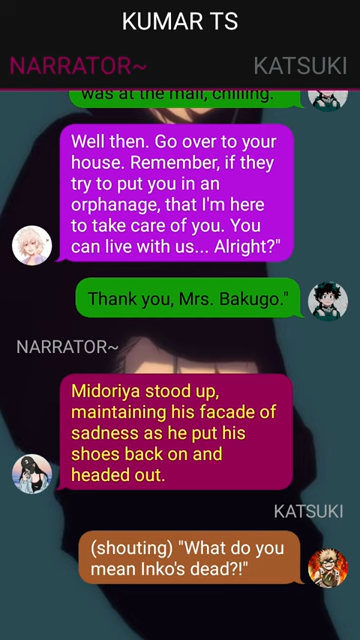 KUMAR TS
NARRATOR~
KATSUKI
was at the mall, chilling.
Well then. Go over to your
house. Remember, if they
try to put you in an
orphanage, that I'm here
to take care of you. You
can live with us... Alright?"
Thank you, Mrs. Bakugo."
NARRATOR~
Midoriya stood up,
maintaining his facade of
sadness as he put his
shoes back on and
headed out.
KATSUKI
(shouting) "What do you
mean Inko's dead?!"